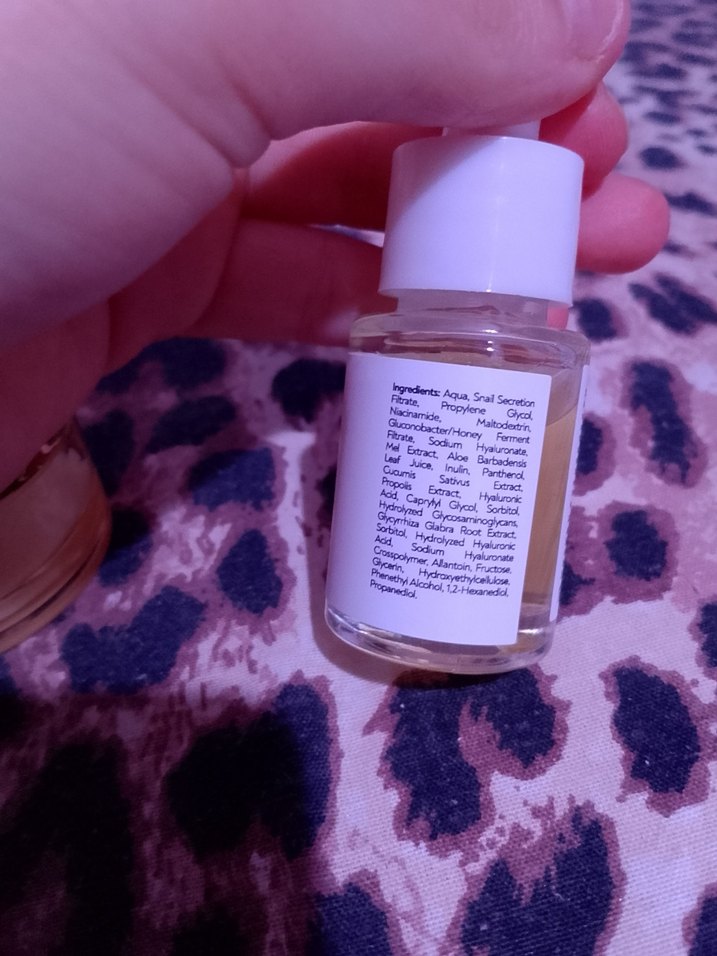 Ingredients: Aqua, Snail Secretion
Filtrate, Propylene Glycol,
Niacinamide, Maltodextrin,
Gluconobacter/Honey Ferment
Filtrate, Sodium Hyaluronate,
Mel Extract, Aloe Barbadensis
Leaf Juice, Inulin, Panthenol,
Cucumis Sativus Extract,
Propolis Extract, Hyaluronic
Acid, Caprylyl Glycol, Sorbitol,
Hydrolyzed Glycosaminoglycans,
Glycyrrhiza Glabra Root Extract,
Sorbitol, Hydrolyzed Hyaluronic
Acid, Sodium Hyaluronate
Crosspolymer, Allantoin, Fructose,
Glycerin, Hydroxyethylcellulose,
Phenethyl Alcohol, 1,2-Hexanediol,
Propanediol.